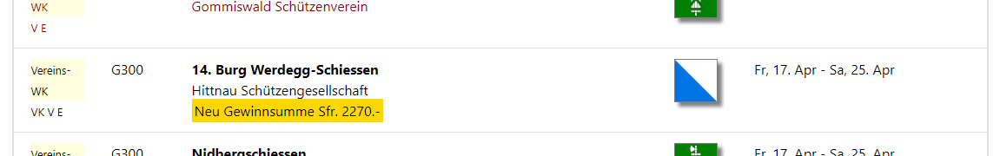 WK
Gommiswald Schützenverein
V E
Vereins-
WK
VK V E
G300
14. Burg Werdegg-Schiessen
Hittnau Schützengesellschaft
Neu Gewinnsumme Sfr. 2270.-
Fr, 17. Apr - Sa, 25. Apr
Vereins-
G300
Nidbergschiessen
Fr, 17. Apr - Sa, 25. Apr